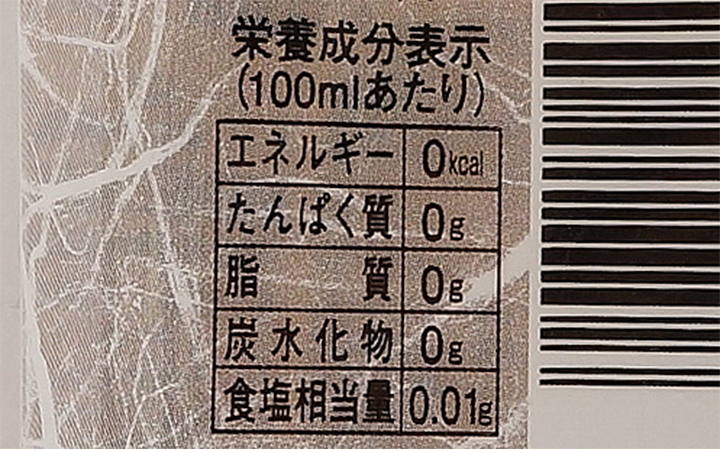 栄養成分表示
(100mlあたり)
エネルギー 0kcal
たんぱく質 0g
脂質 0g
炭水化物 0g
食塩相当量 0.01g